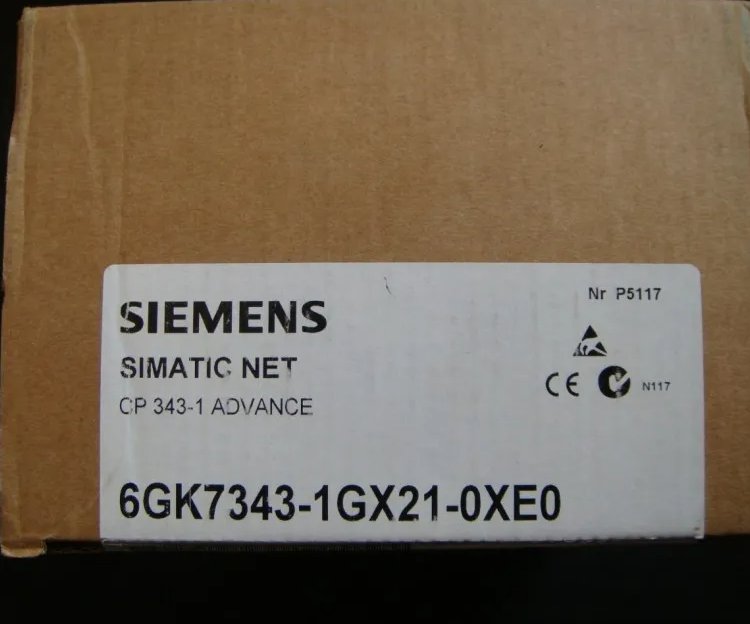 Nr P5117
SIEMENS
SIMATIC NET
CP 343-1 ADVANCE
CE
N117
6GK7343-1GX21-0XE0